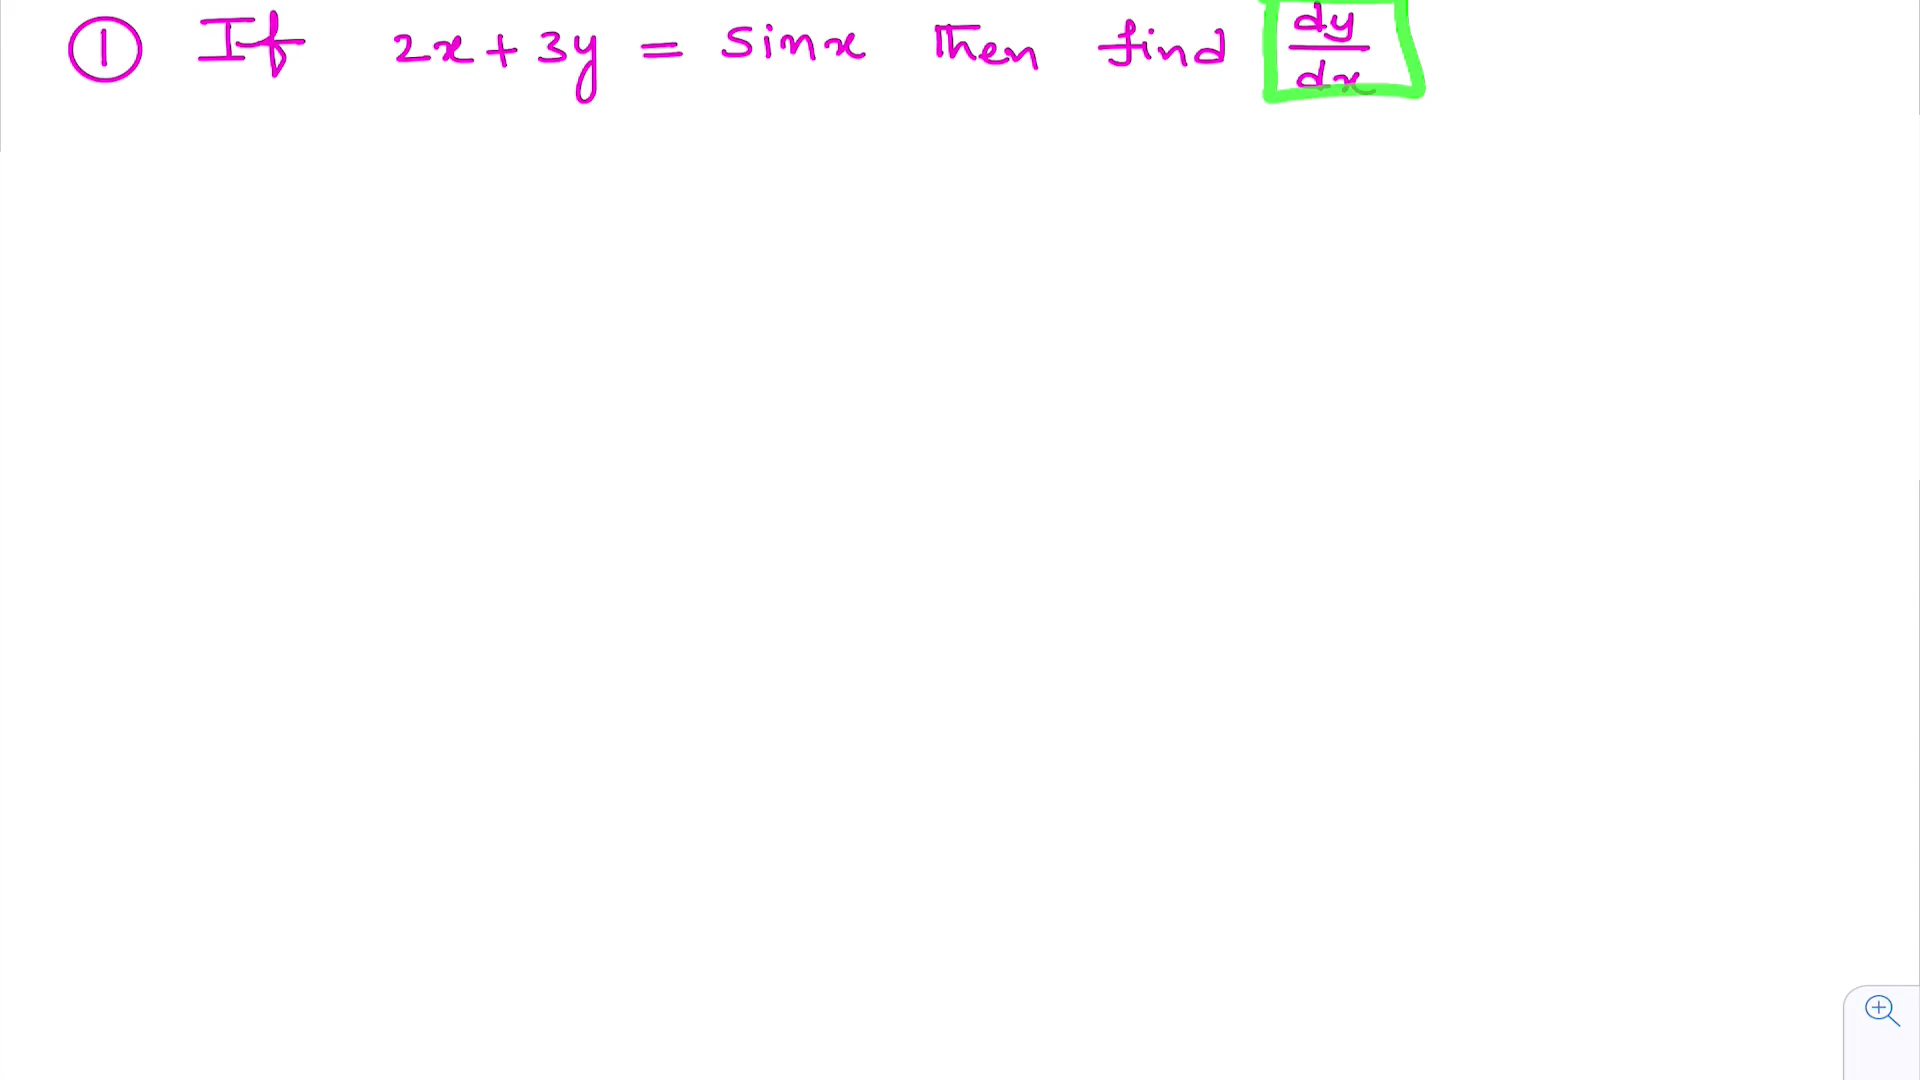 ① If 2x + 3y = sinx Then find dy/dx